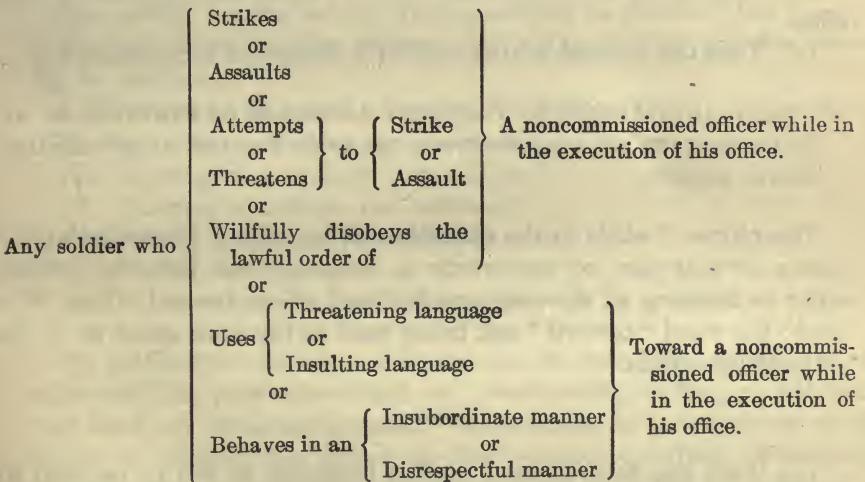 Strikes
or
Assaults
or
Attempts
or
Threatens
to
Strike
or
Assault
A noncommissioned officer while in
the execution of his office.
or
Any soldier who
Willfully disobeys the
lawful order of
or
Uses
Threatening language
or
Insulting language
or
Behaves in an
Insubordinate manner
or
Disrespectful manner
Toward a noncommis-
sioned officer while
in the execution of
his office.